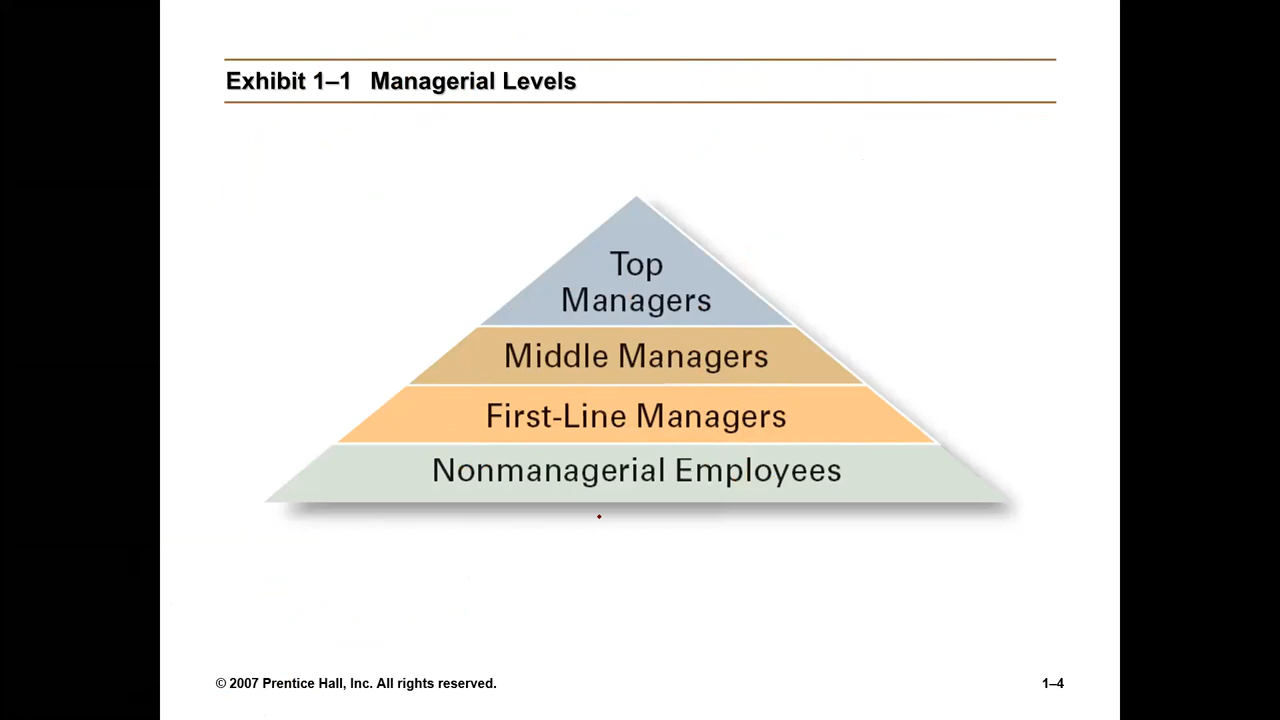 Exhibit 1–1 Managerial Levels
Top
Managers
Middle Managers
First-Line Managers
Nonmanagerial Employees
© 2007 Prentice Hall, Inc. All rights reserved.
1–4